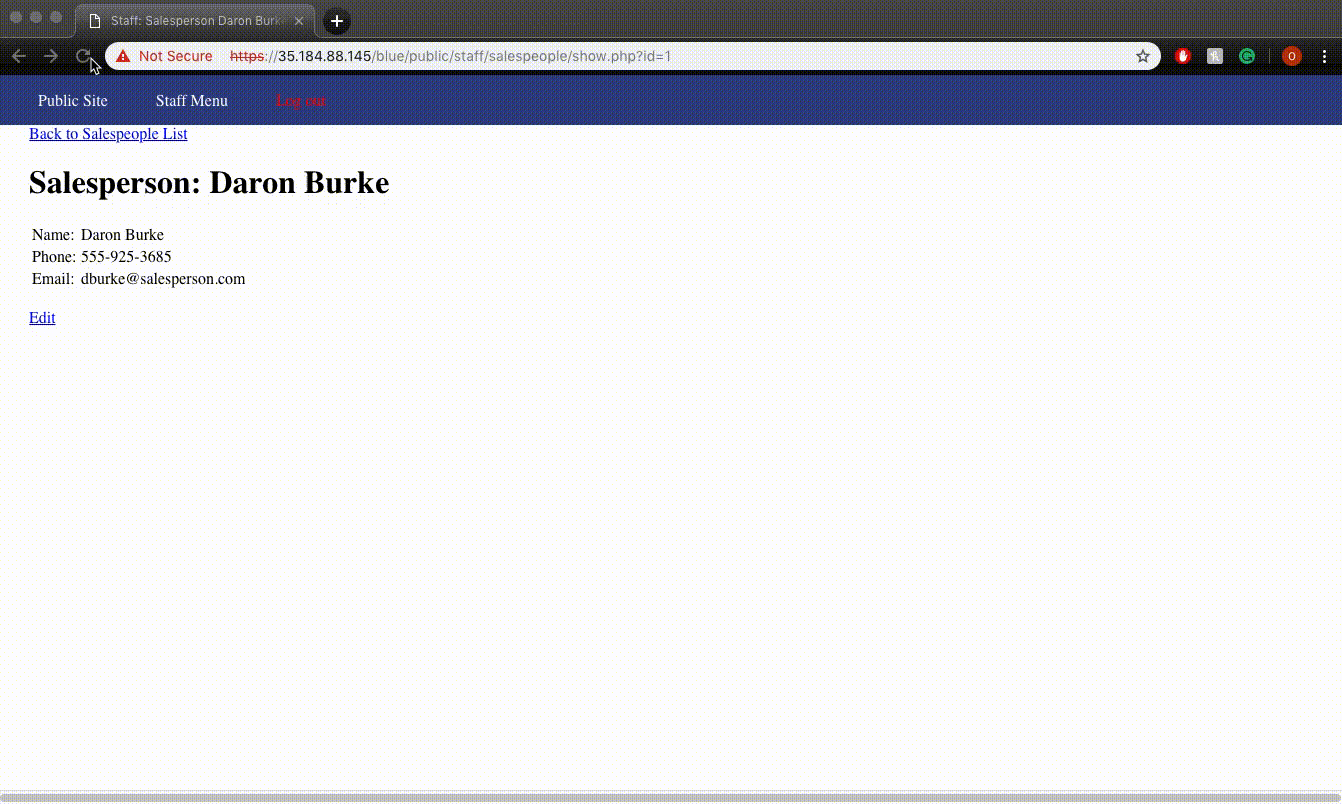 Staff: Salesperson Daron Burk
Not Secure https://35.184.88.145/blue/public/staff/salespeople/show.php?id=1
O
Public Site Staff Menu Log out
Back to Salespeople List
Salesperson: Daron Burke
Name: Daron Burke
Phone: 555-925-3685
Email: dburke@salesperson.com
Edit